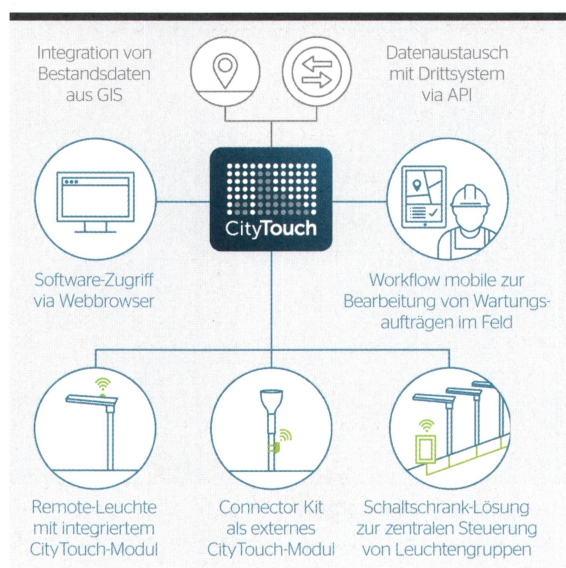 Integration von
Bestandsdaten
aus GIS
Datenaustausch
mit Drittsystem
via API
CityTouch
Software-Zugriff
via Webbrowser
Workflow mobile zur
Bearbeitung von Wartungs-
aufträgen im Feld
Remote-Leuchte
mit integriertem
CityTouch-Modul
Connector Kit
als externes
CityTouch-Modul
Schaltschrank-Lösung
zur zentralen Steuerung
von Leuchtengruppen